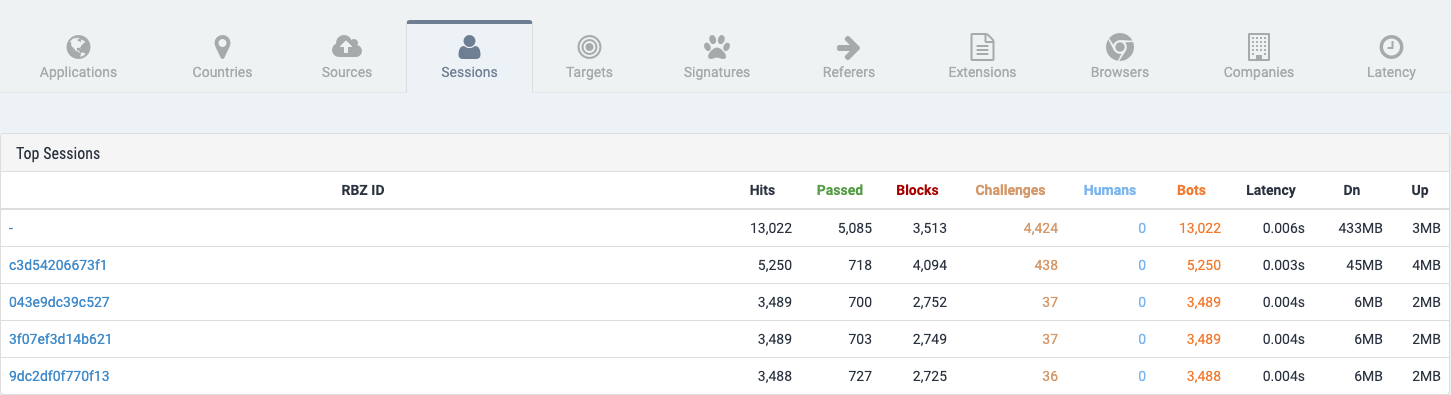 Applications Countries Sources Sessions Targets Signatures Referers Extensions Browsers Companies Latency
Top Sessions
RBZ ID Hits Passed Blocks Challenges Humans Bots Latency Dn Up
- 13,022 5,085 3,513 4,424 0 13,022 0.006s 433MB 3MB
c3d54206673f1 5,250 718 4,094 438 0 5,250 0.003s 45MB 4MB
043e9dc39c527 3,489 700 2,752 37 0 3,489 0.004s 6MB 2MB
3f07ef3d14b621 3,489 703 2,749 37 0 3,489 0.004s 6MB 2MB
9dc2df0f770f13 3,488 727 2,725 36 0 3,488 0.004s 6MB 2MB